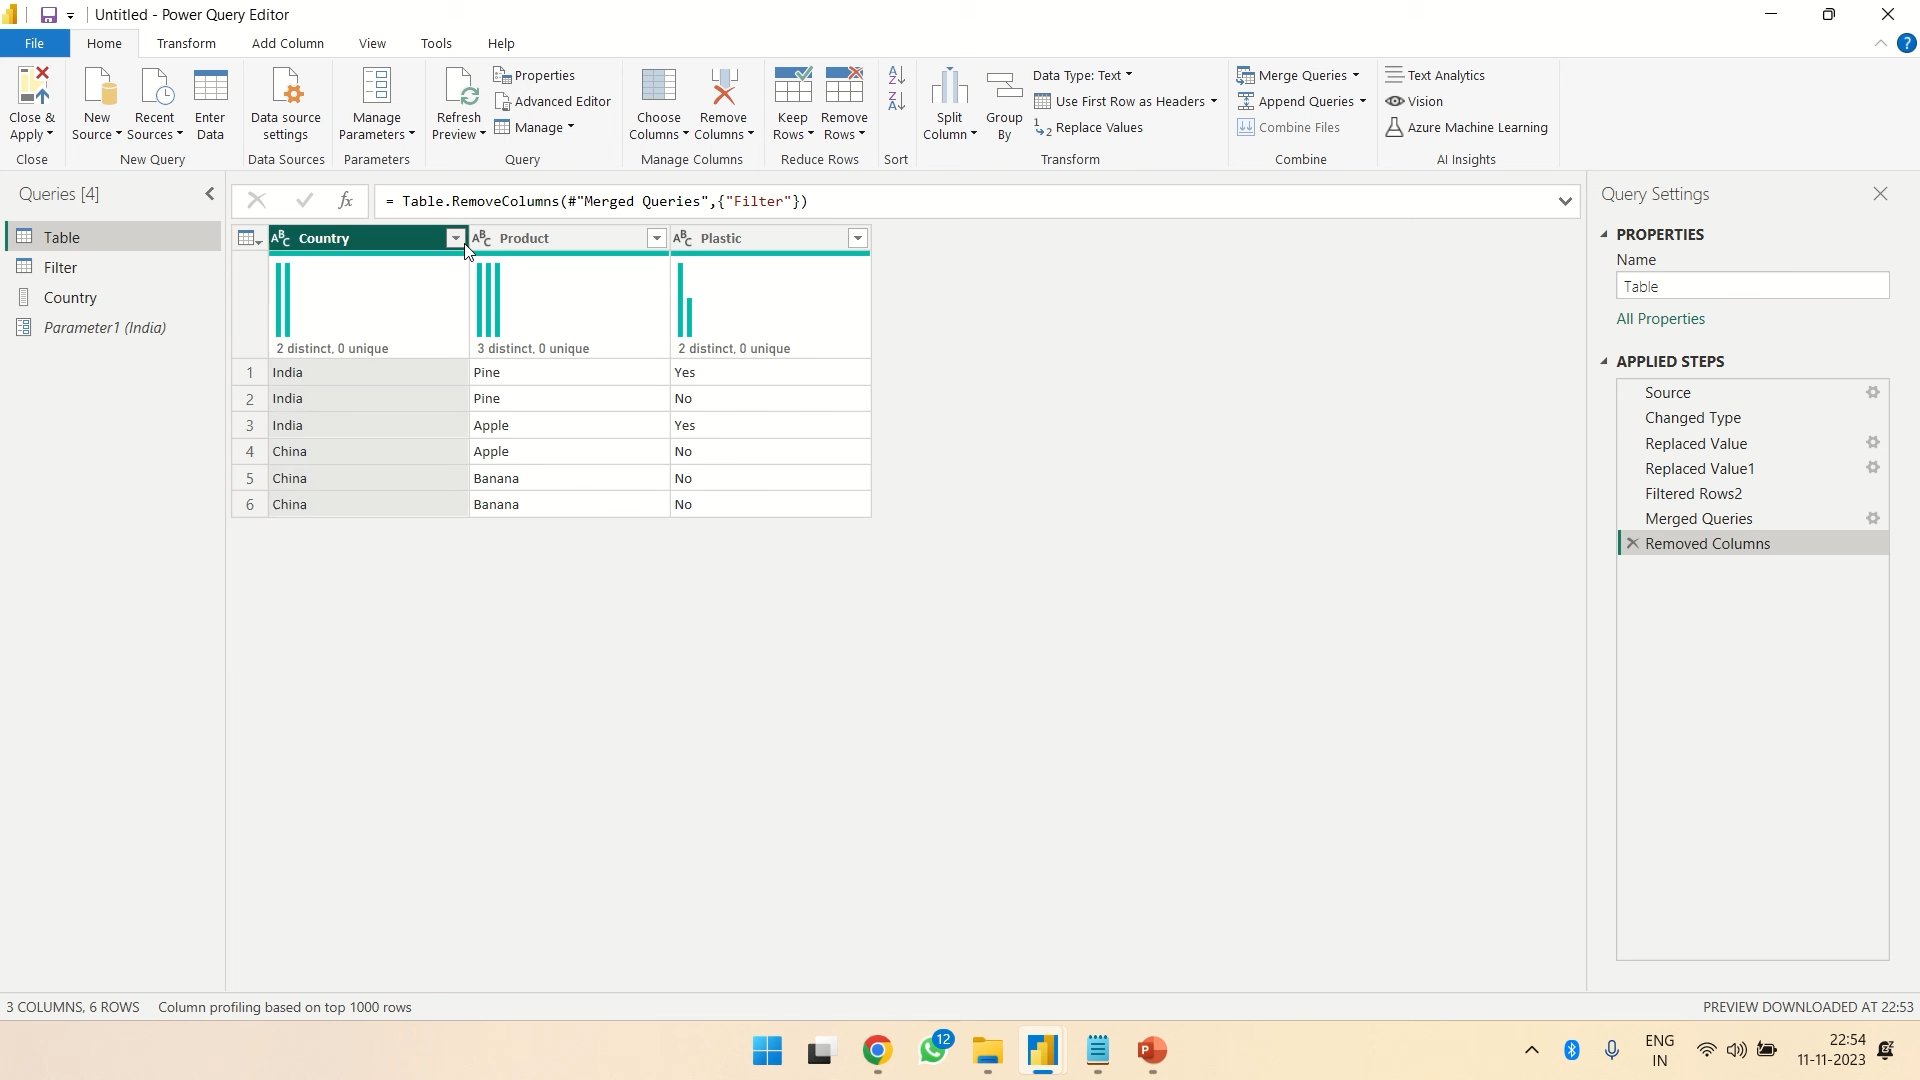 Untitled - Power Query Editor
File
Home
Transform
Add Column
View
Tools
Help
Close &
Apply
Close
New
Source
Recent
Sources
Enter
Data
New Query
Data source
settings
Data Sources
Manage
Parameters
Parameters
Refresh
Preview
Properties
Advanced Editor
Manage
Query
Choose
Columns
Remove
Columns
Manage Columns
Keep
Rows
Remove
Rows
Reduce Rows
Sort
Split
Column
Group
By
Data Type: Text
Use First Row as Headers
Replace Values
Transform
Merge Queries
Append Queries
Combine Files
Combine
Text Analytics
Vision
Azure Machine Learning
AI Insights
Queries [4]
Table
Filter
Country
Parameter1 (India)
fx
= Table.RemoveColumns(#"Merged Queries",{"Filter"})
Country Product Plastic
2 distinct, 0 unique 3 distinct, 0 unique 2 distinct, 0 unique
1 India Pine Yes
2 India Pine No
3 India Apple Yes
4 China Apple No
5 China Banana No
6 China Banana No
Query Settings
PROPERTIES
Name
Table
All Properties
APPLIED STEPS
Source
Changed Type
Replaced Value
Replaced Value1
Filtered Rows2
Merged Queries
Removed Columns
3 COLUMNS, 6 ROWS Column profiling based on top 1000 rows
PREVIEW DOWNLOADED AT 22:53
12
ENG
IN
22:54
11-11-2023